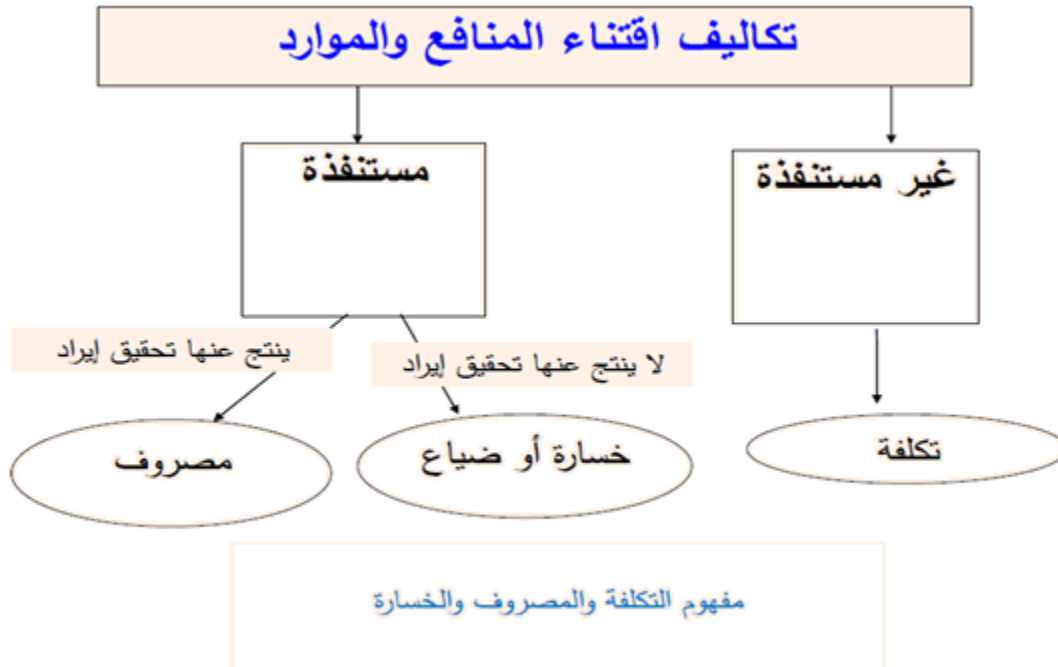 تكاليف اقتناء المنافع والموارد
غير مستنفذة
مستنفذة
لا ينتج عنها تحقيق إيراد
ينتج عنها تحقيق إيراد
تكلفة
خسارة أو ضياع
مصروف
مفهوم التكلفة والمصروف والخسارة